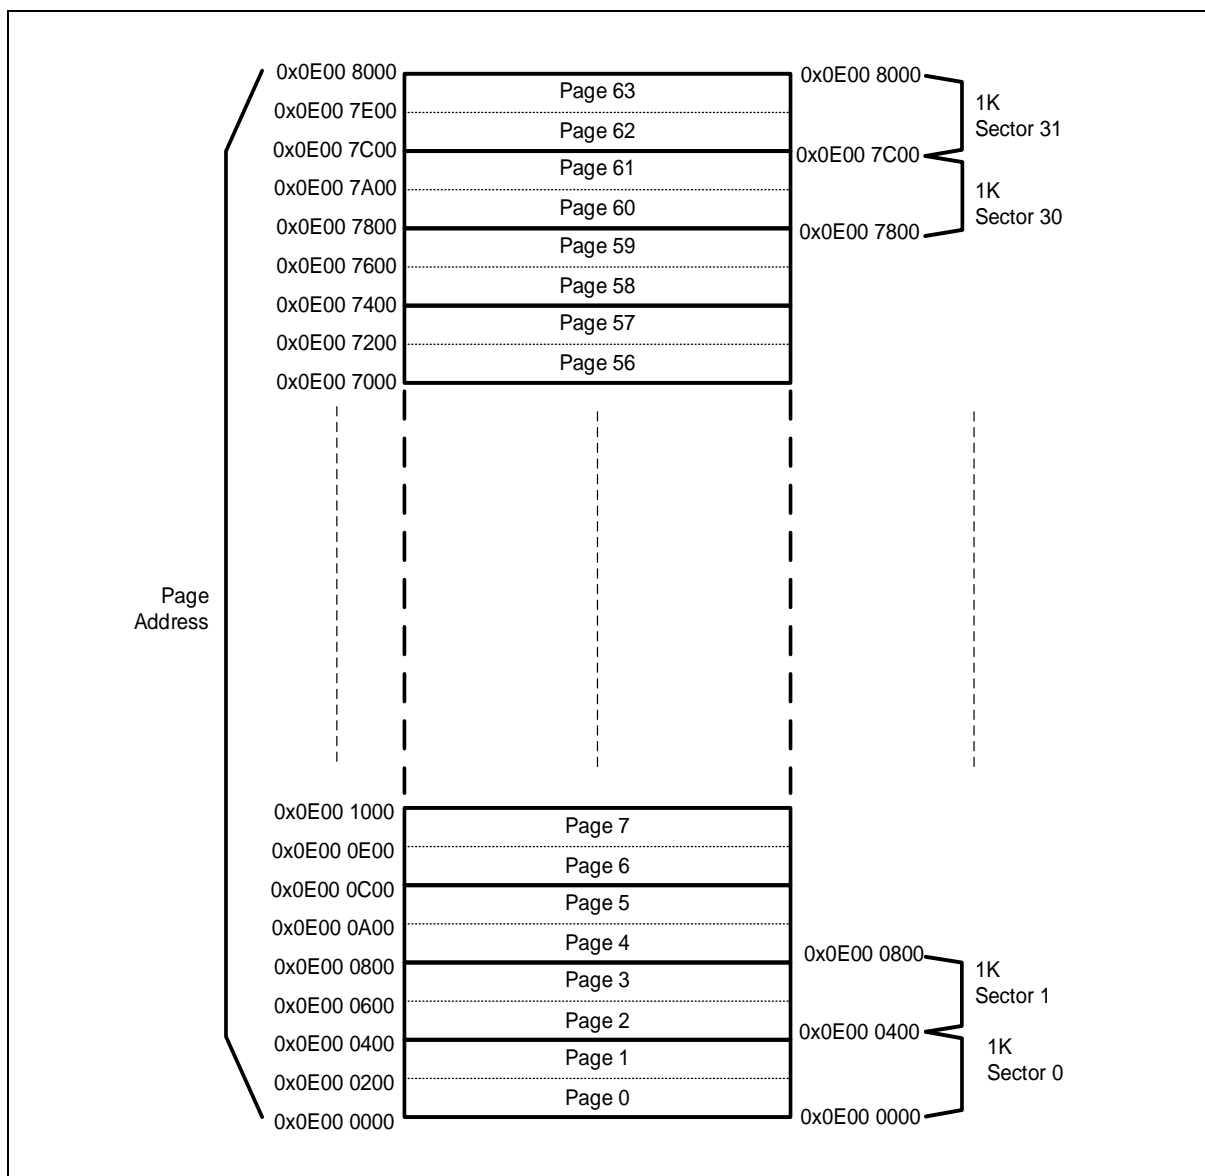 0x0E00 8000
Page 63
0x0E00 8000
0x0E00 7E00
1K
Sector 31
Page 62
0x0E00 7C00
0x0E00 7C00
Page 61
0x0E00 7A00
1K
Sector 30
Page 60
0x0E00 7800
0x0E00 7800
Page 59
0x0E00 7600
Page 58
0x0E00 7400
Page 57
0x0E00 7200
Page 56
0x0E00 7000
Page
Address
0x0E00 1000
Page 7
0x0E00 0E00
Page 6
0x0E00 0C00
Page 5
0x0E00 0A00
Page 4
0x0E00 0800
0x0E00 0800
Page 3
1K
Sector 1
0x0E00 0600
Page 2
0x0E00 0400
0x0E00 0400
Page 1
1K
Sector 0
0x0E00 0200
Page 0
0x0E00 0000
0x0E00 0000